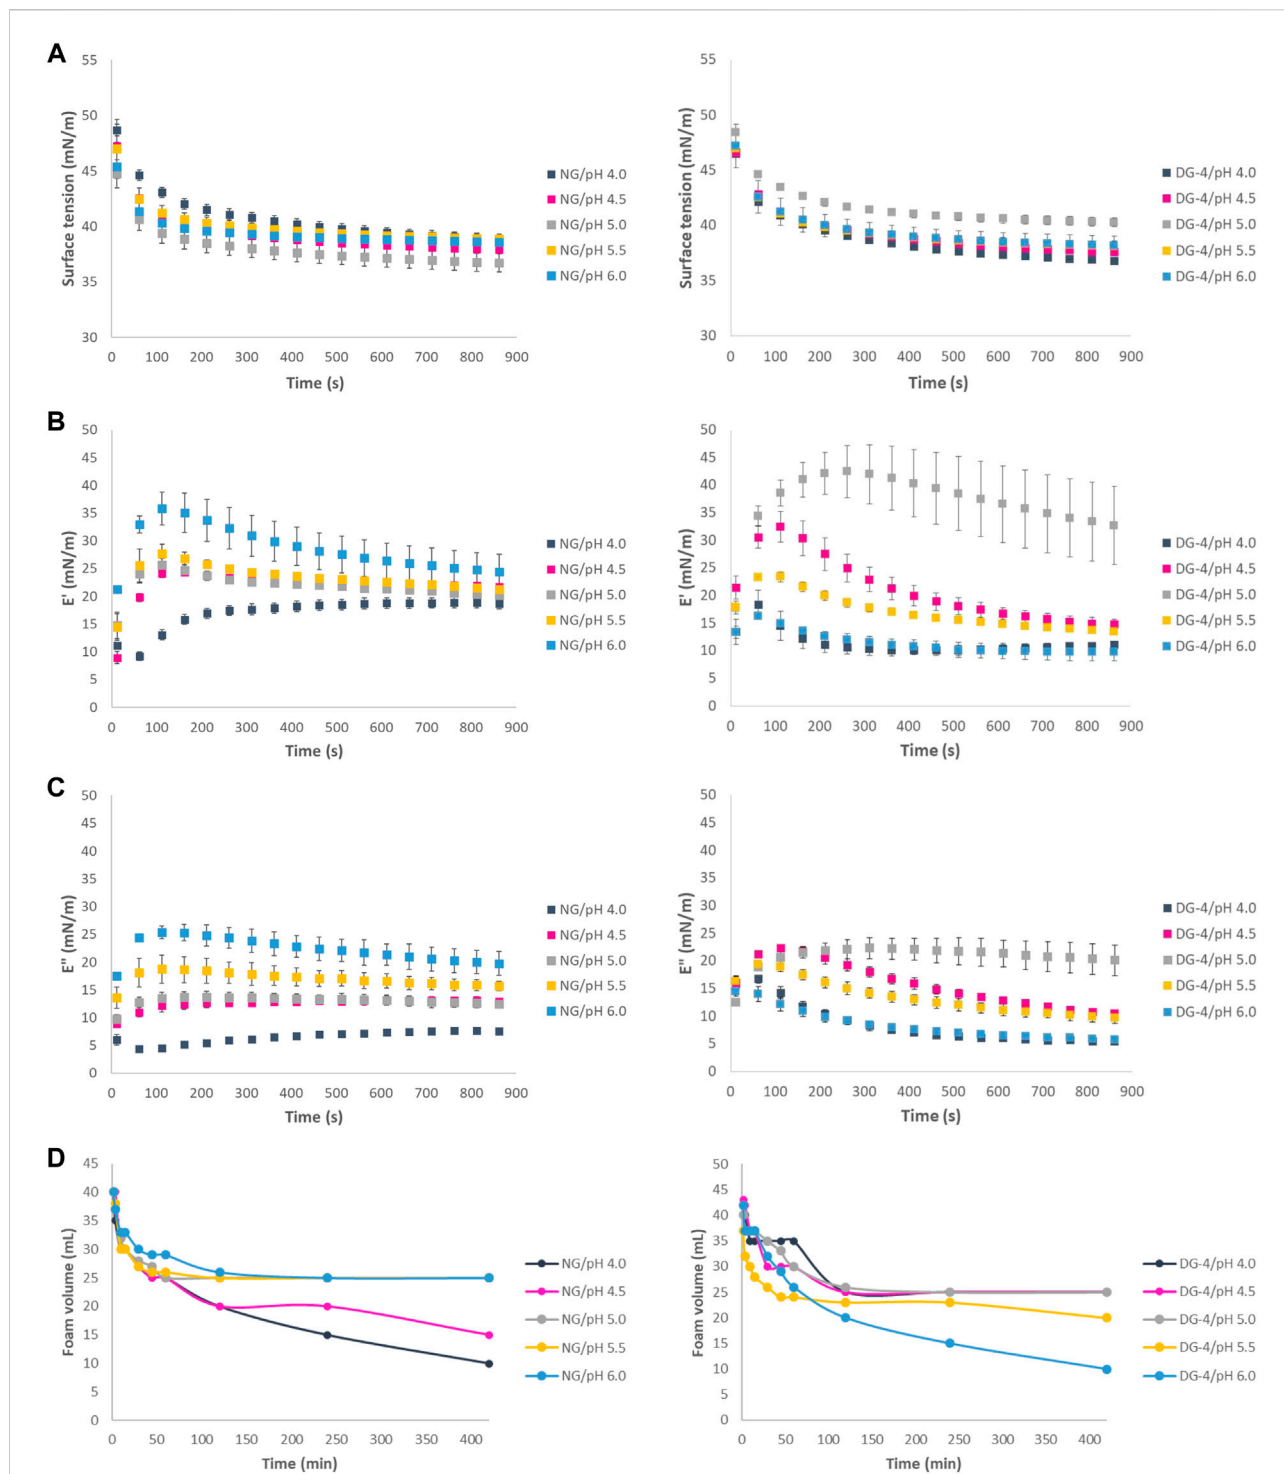 A
Surface tension (mN/m)
55
50
45
40
35
30
0 100 200 300 400 500 600 700 800 900
Time (s)
NG/pH 4.0
NG/pH 4.5
NG/pH 5.0
NG/pH 5.5
NG/pH 6.0
Surface tension (mN/m)
55
50
45
40
35
30
0 100 200 300 400 500 600 700 800 900
Time (s)
DG-4/pH 4.0
DG-4/pH 4.5
DG-4/pH 5.0
DG-4/pH 5.5
DG-4/pH 6.0
B
E' (mN/m)
50
45
40
35
30
25
20
15
10
5
0
0 100 200 300 400 500 600 700 800 900
Time (s)
NG/pH 4.0
NG/pH 4.5
NG/pH 5.0
NG/pH 5.5
NG/pH 6.0
E' (mN/m)
50
45
40
35
30
25
20
15
10
5
0
0 100 200 300 400 500 600 700 800 900
Time (s)
DG-4/pH 4.0
DG-4/pH 4.5
DG-4/pH 5.0
DG-4/pH 5.5
DG-4/pH 6.0
C
E" (mN/m)
50
45
40
35
30
25
20
15
10
5
0
0 100 200 300 400 500 600 700 800 900
Time (s)
NG/pH 4.0
NG/pH 4.5
NG/pH 5.0
NG/pH 5.5
NG/pH 6.0
E" (mN/m)
50
45
40
35
30
25
20
15
10
5
0
0 100 200 300 400 500 600 700 800 900
Time (s)
DG-4/pH 4.0
DG-4/pH 4.5
DG-4/pH 5.0
DG-4/pH 5.5
DG-4/pH 6.0
D
Foam volume (mL)
45
40
35
30
25
20
15
10
5
0
0 50 100 150 200 250 300 350 400
Time (min)
NG/pH 4.0
NG/pH 4.5
NG/pH 5.0
NG/pH 5.5
NG/pH 6.0
Foam volume (mL)
50
45
40
35
30
25
20
15
10
5
0
0 50 100 150 200 250 300 350 400
Time (min)
DG-4/pH 4.0
DG-4/pH 4.5
DG-4/pH 5.0
DG-4/pH 5.5
DG-4/pH 6.0